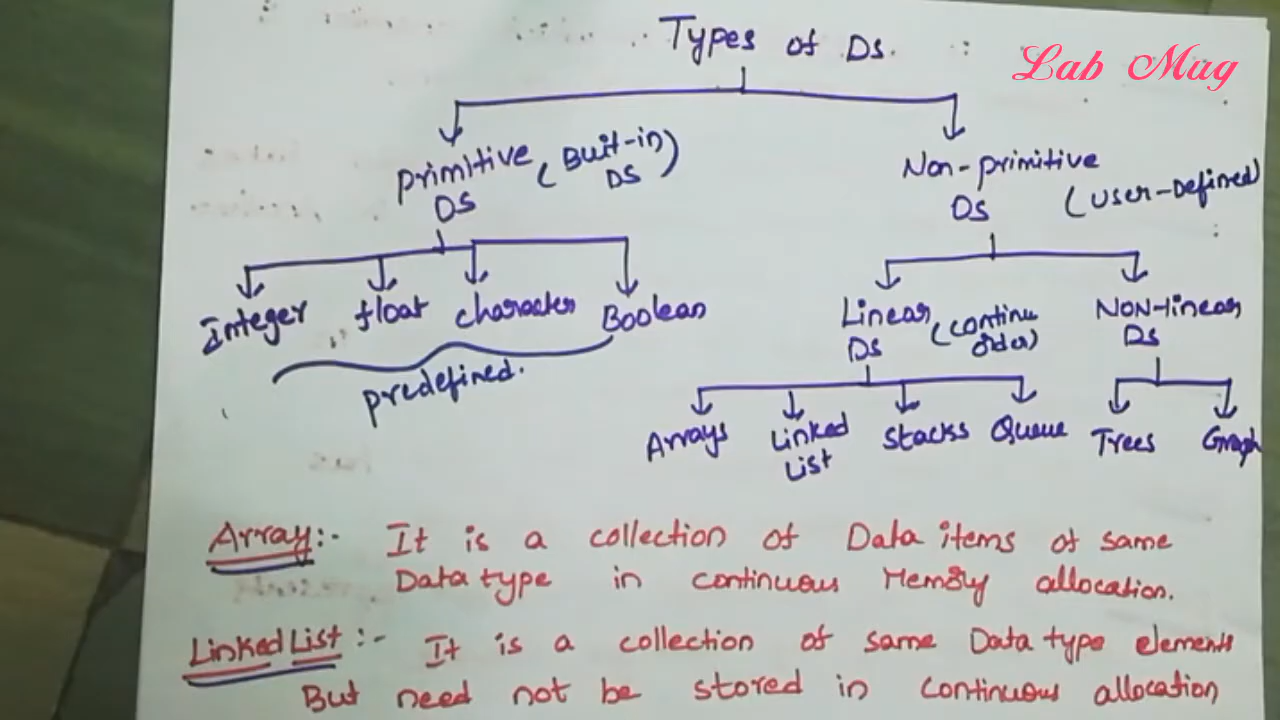 Types of DS.
Lab Mug
Primitive (Buit-in)
DS DS
Non-primitive
DS (User-Defined)
Integer float character Boolean
predefined.
Linear (continu
DS order)
NON-linear
DS
Arrays Linked Stacks Queue Trees Graph
List
Array:- It is a collection of Data items of same
Data type in continuous Memory allocation.
Linked List:- It is a collection of same Data type elements
But need not be stored in continuous allocation